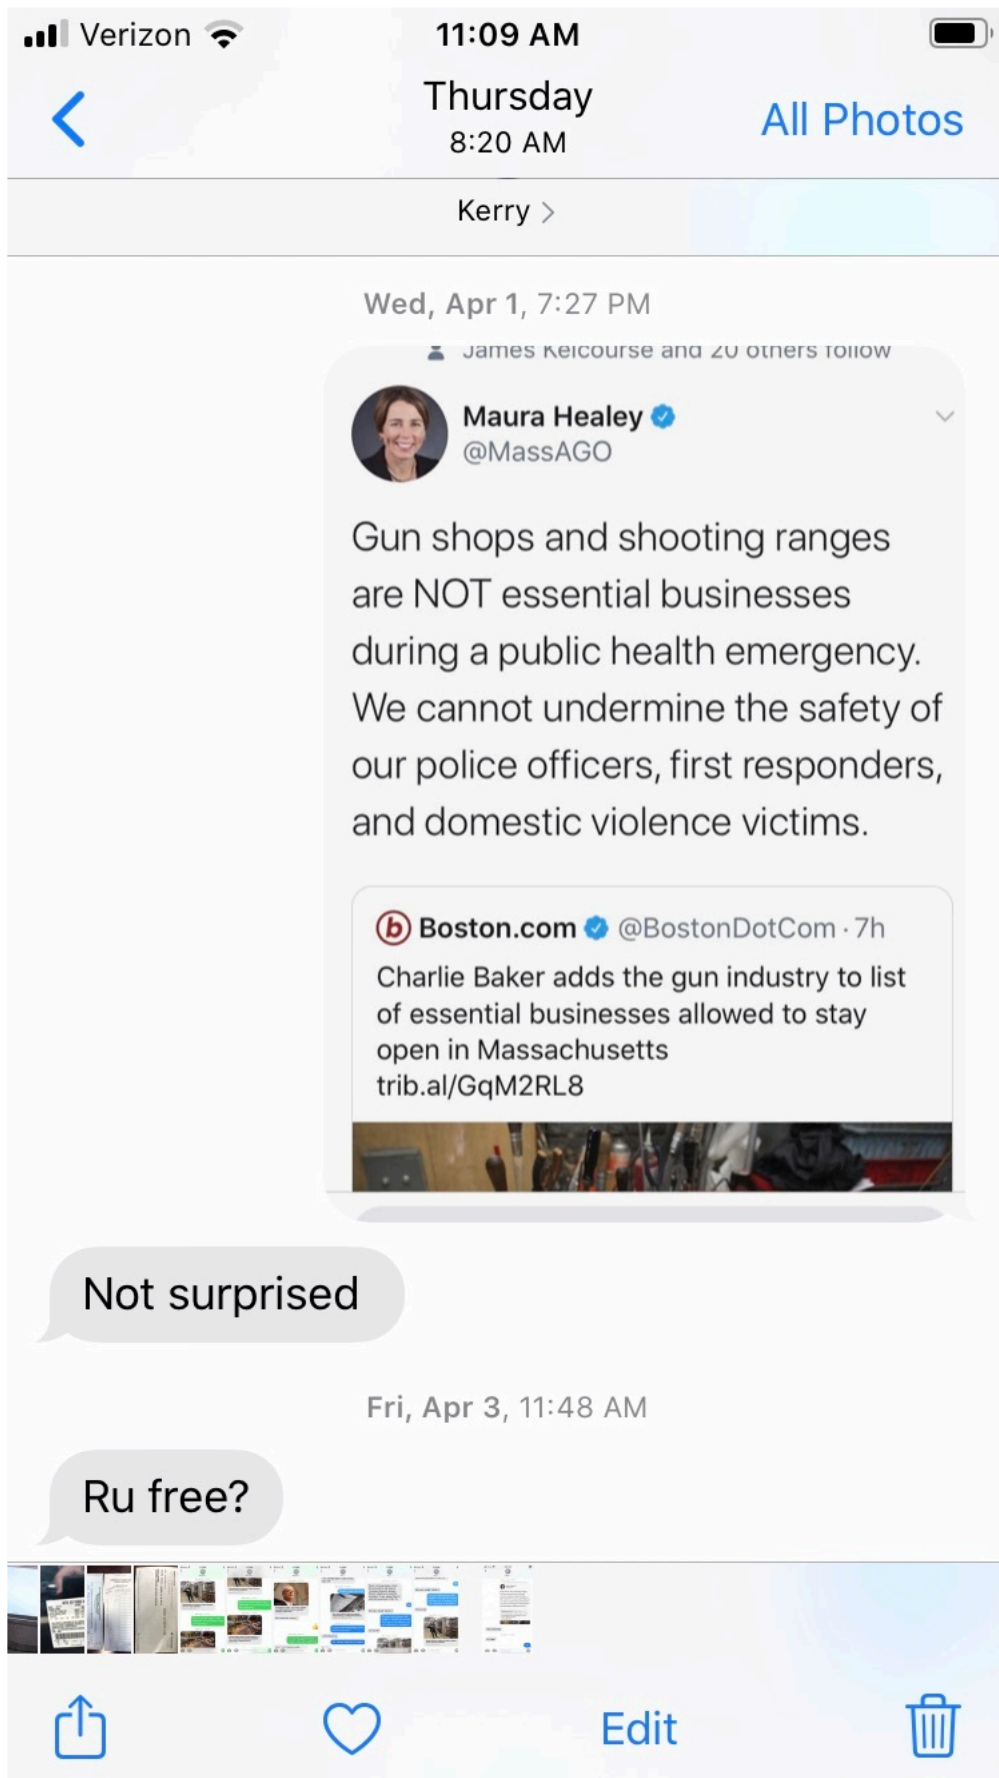 Verizon 11:09 AM
Thursday
8:20 AM
All Photos
Kerry
Wed, Apr 1, 7:27 PM
James Kelcourse and 20 others follow
Maura Healey
@MassAGO
Gun shops and shooting ranges
are NOT essential businesses
during a public health emergency.
We cannot undermine the safety of
our police officers, first responders,
and domestic violence victims.
b Boston.com @BostonDotCom · 7h
Charlie Baker adds the gun industry to list
of essential businesses allowed to stay
open in Massachusetts
trib.al/GqM2RL8
Not surprised
Fri, Apr 3, 11:48 AM
Ru free?
Edit